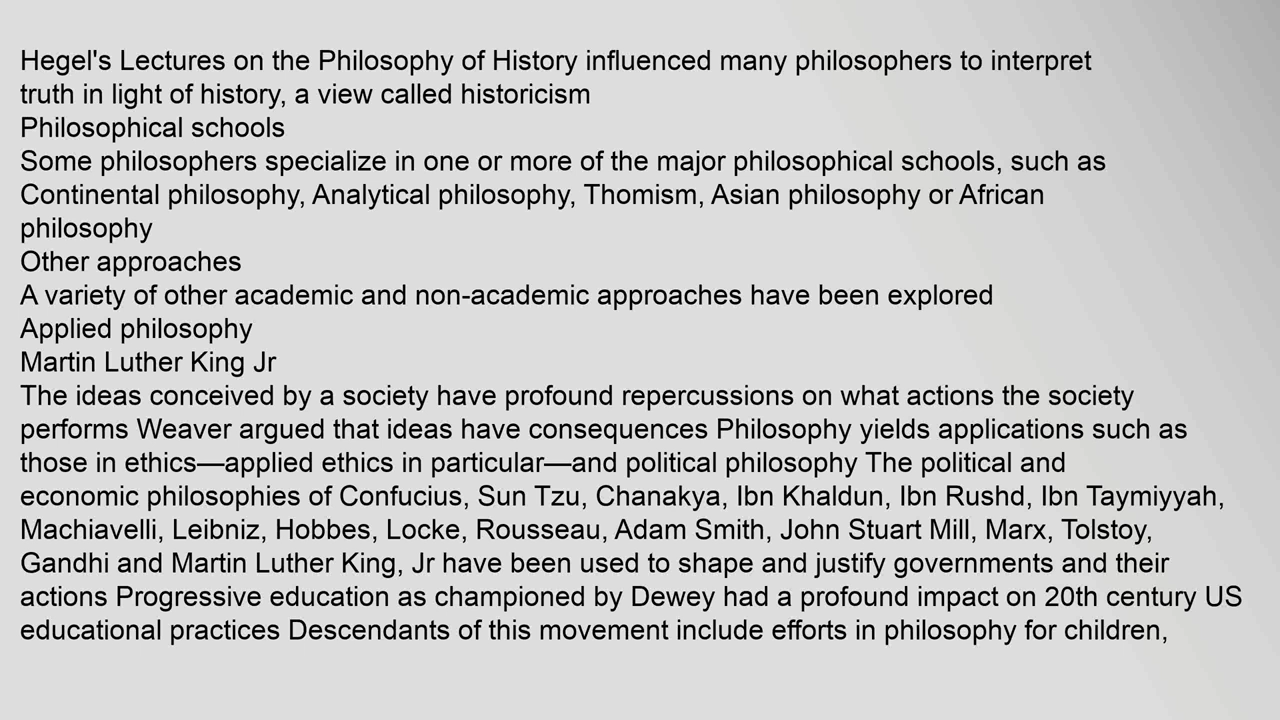 Hegel's Lectures on the Philosophy of History influenced many philosophers to interpret
truth in light of history, a view called historicism
Philosophical schools
Some philosophers specialize in one or more of the major philosophical schools, such as
Continental philosophy, Analytical philosophy, Thomism, Asian philosophy or African
philosophy
Other approaches
A variety of other academic and non-academic approaches have been explored
Applied philosophy
Martin Luther King Jr
The ideas conceived by a society have profound repercussions on what actions the society
performs Weaver argued that ideas have consequences Philosophy yields applications such as
those in ethics—applied ethics in particular—and political philosophy The political and
economic philosophies of Confucius, Sun Tzu, Chanakya, Ibn Khaldun, Ibn Rushd, Ibn Taymiyyah,
Machiavelli, Leibniz, Hobbes, Locke, Rousseau, Adam Smith, John Stuart Mill, Marx, Tolstoy,
Gandhi and Martin Luther King, Jr have been used to shape and justify governments and their
actions Progressive education as championed by Dewey had a profound impact on 20th century US
educational practices Descendants of this movement include efforts in philosophy for children,